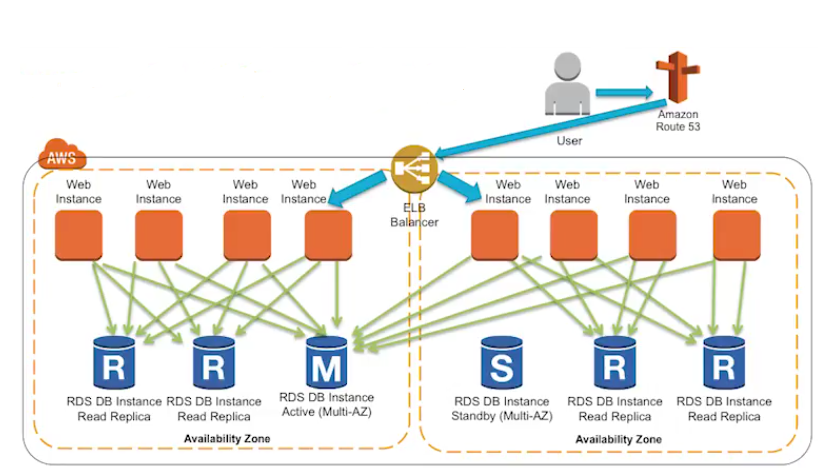 User
Amazon
Route 53
AWS
Web
Instance
Web
Instance
Web
Instance
Web
Instance
ELB
Balancer
Web
Instance
Web
Instance
Web
Instance
Web
Instance
R
R
M
S
R
R
RDS DB Instance
Read Replica
RDS DB Instance
Read Replica
RDS DB Instance
Active (Multi-AZ)
RDS DB Instance
Standby (Multi-AZ)
RDS DB Instance
Read Replica
RDS DB Instance
Read Replica
Availability Zone
Availability Zone